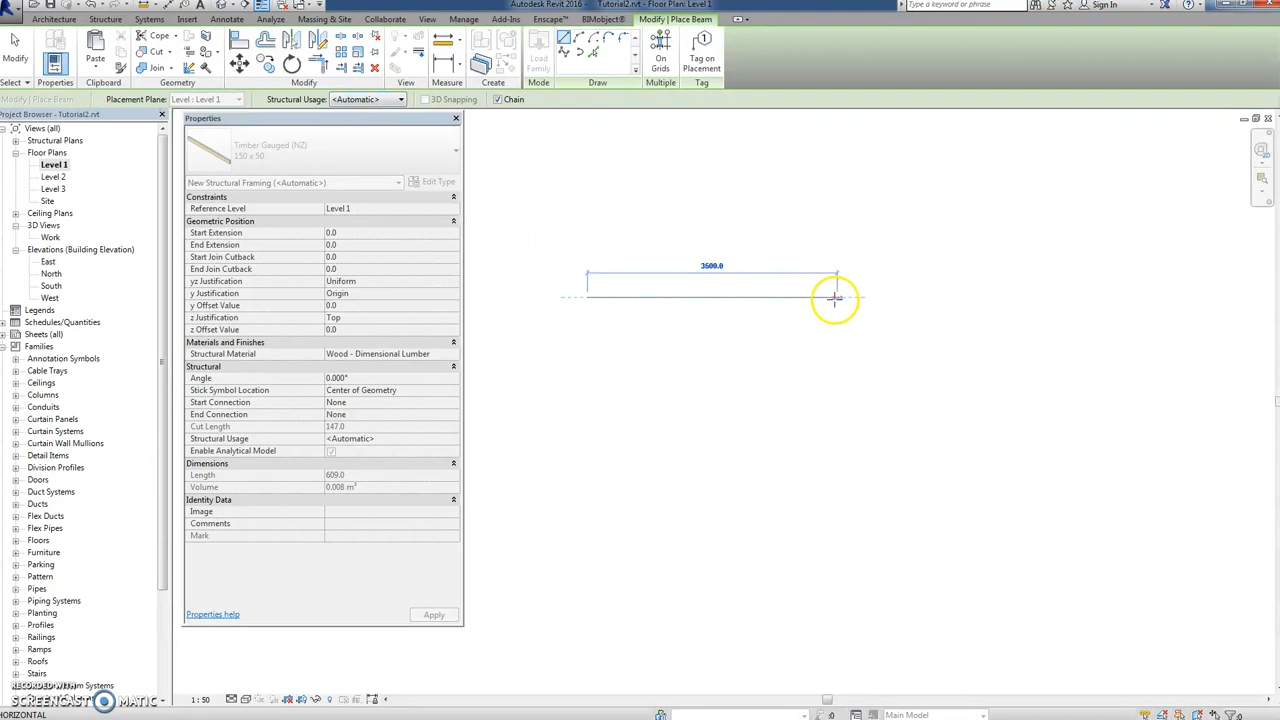 Autodesk Revit 2016 - Tutorial2.rvt - Floor Plan: Level 1
Type a keyword or phrase
Sign In
Architecture Structure Systems Insert Annotate Analyze Massing & Site Collaborate View Manage Add-Ins Enscape™ BIMobject® Modify | Place Beam
Modify
Paste
Cope
Cut
Join
Load
Family
On
Grids
Tag on
Placement
Select Properties Clipboard Geometry Modify View Measure Create Mode Draw Multiple Tag
Modify | Place Beam Placement Plane: Level : Level 1 Structural Usage: <Automatic> 3D Snapping Chain
Project Browser - Tutorial2.rvt
Views (all)
Structural Plans
Floor Plans
Level 1
Level 2
Level 3
Site
Ceiling Plans
3D Views
Work
Elevations (Building Elevation)
East
North
South
West
Legends
Schedules/Quantities
Sheets (all)
Families
Annotation Symbols
Cable Trays
Ceilings
Columns
Conduits
Curtain Panels
Curtain Systems
Curtain Wall Mullions
Detail Items
Division Profiles
Doors
Duct Systems
Ducts
Flex Ducts
Flex Pipes
Floors
Furniture
Parking
Pattern
Pipes
Piping Systems
Planting
Profiles
Railings
Ramps
Roofs
Stairs
Properties
Timber Gauged (NZ)
150 x 50
New Structural Framing (<Automatic>) Edit Type
Constraints
Reference Level Level 1
Geometric Position
Start Extension 0.0
End Extension 0.0
Start Join Cutback 0.0
End Join Cutback 0.0
yz Justification Uniform
y Justification Origin
y Offset Value 0.0
z Justification Top
z Offset Value 0.0
Materials and Finishes
Structural Material Wood - Dimensional Lumber
Structural
Angle 0.000°
Stick Symbol Location Center of Geometry
Start Connection None
End Connection None
Cut Length 147.0
Structural Usage <Automatic>
Enable Analytical Model
Dimensions
Length 609.0
Volume 0.008 m³
Identity Data
Image
Comments
Mark
Properties help Apply
3500.0
RECORDED WITH
SCREENCAST MATIC
1 : 50
HORIZONTAL
:0
Main Model